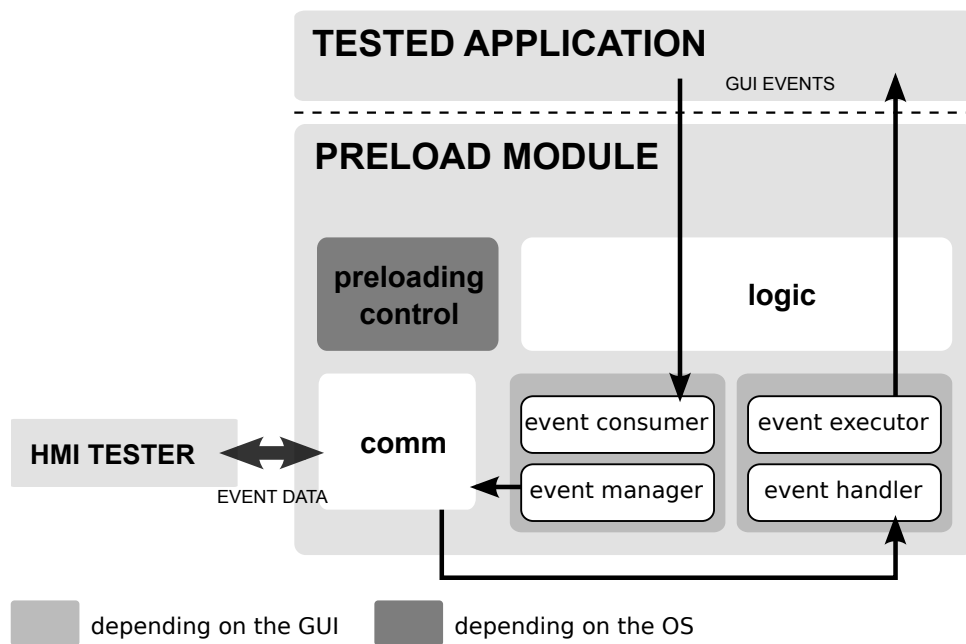 TESTED APPLICATION
GUI EVENTS
PRELOAD MODULE
preloading
control
logic
event consumer
event executor
HMI TESTER
comm
event manager
event handler
EVENT DATA
depending on the GUI
depending on the OS